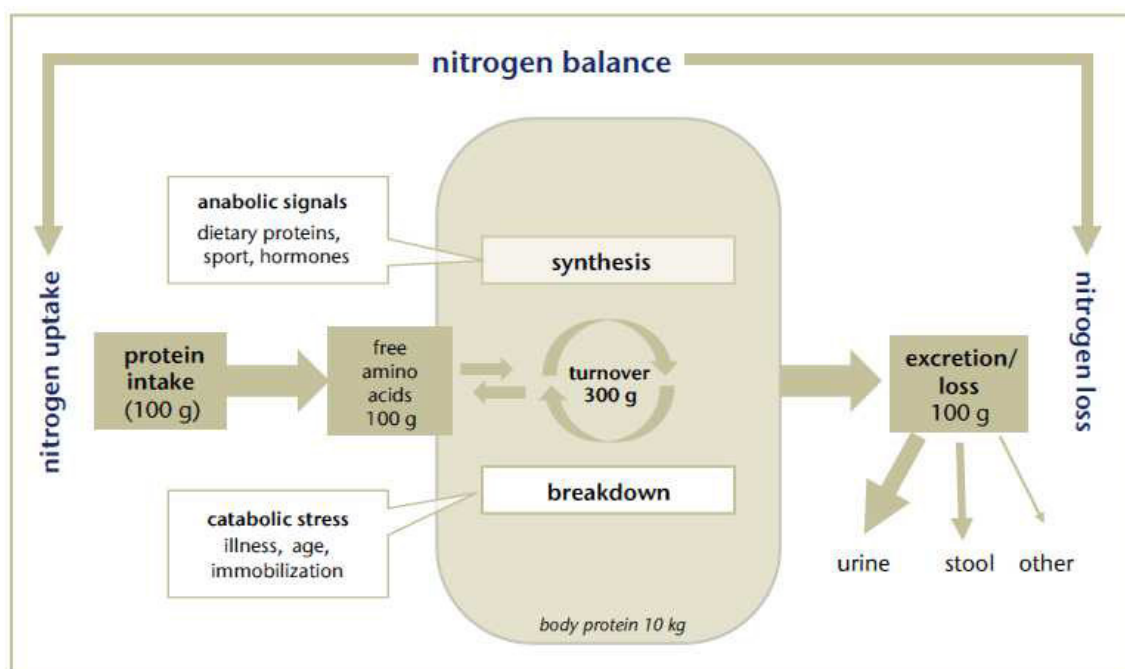 nitrogen balance
anabolic signals
dietary proteins,
sport, hormones
synthesis
nitrogen uptake
protein
intake
(100 g)
free
amino
acids
100 g
turnover
300 g
excretion/
loss
100 g
nitrogen loss
breakdown
catabolic stress
illness, age,
immobilization
urine
stool
other
body protein 10 kg